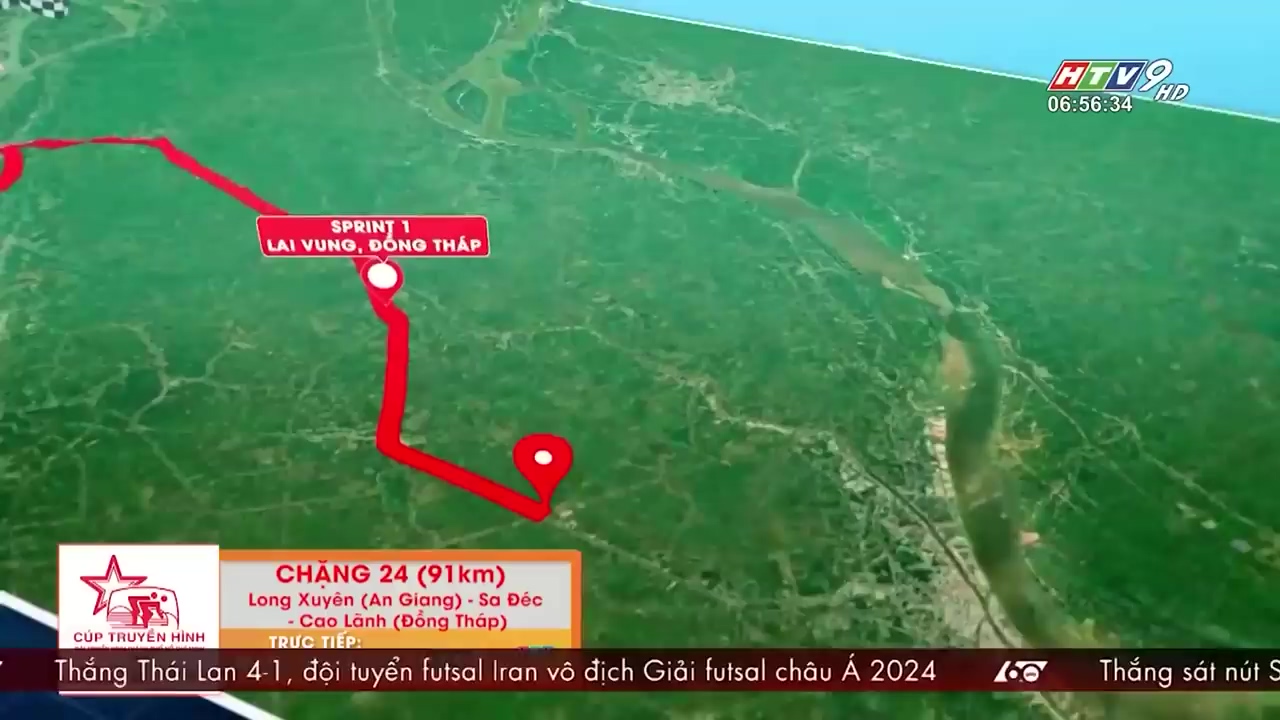 HTV9 HD
06:56:34
SPRINT 1
LAI VUNG, ĐỒNG THÁP
CHẶNG 24 (91km)
Long Xuyên (An Giang) - Sa Đéc
- Cao Lãnh (Đồng Tháp)
CÚP TRUYỀN HÌNH
TRỰC TIẾP:
Thắng Thái Lan 4-1, đội tuyển futsal Iran vô địch Giải futsal châu Á 2024
Thắng sát nút S